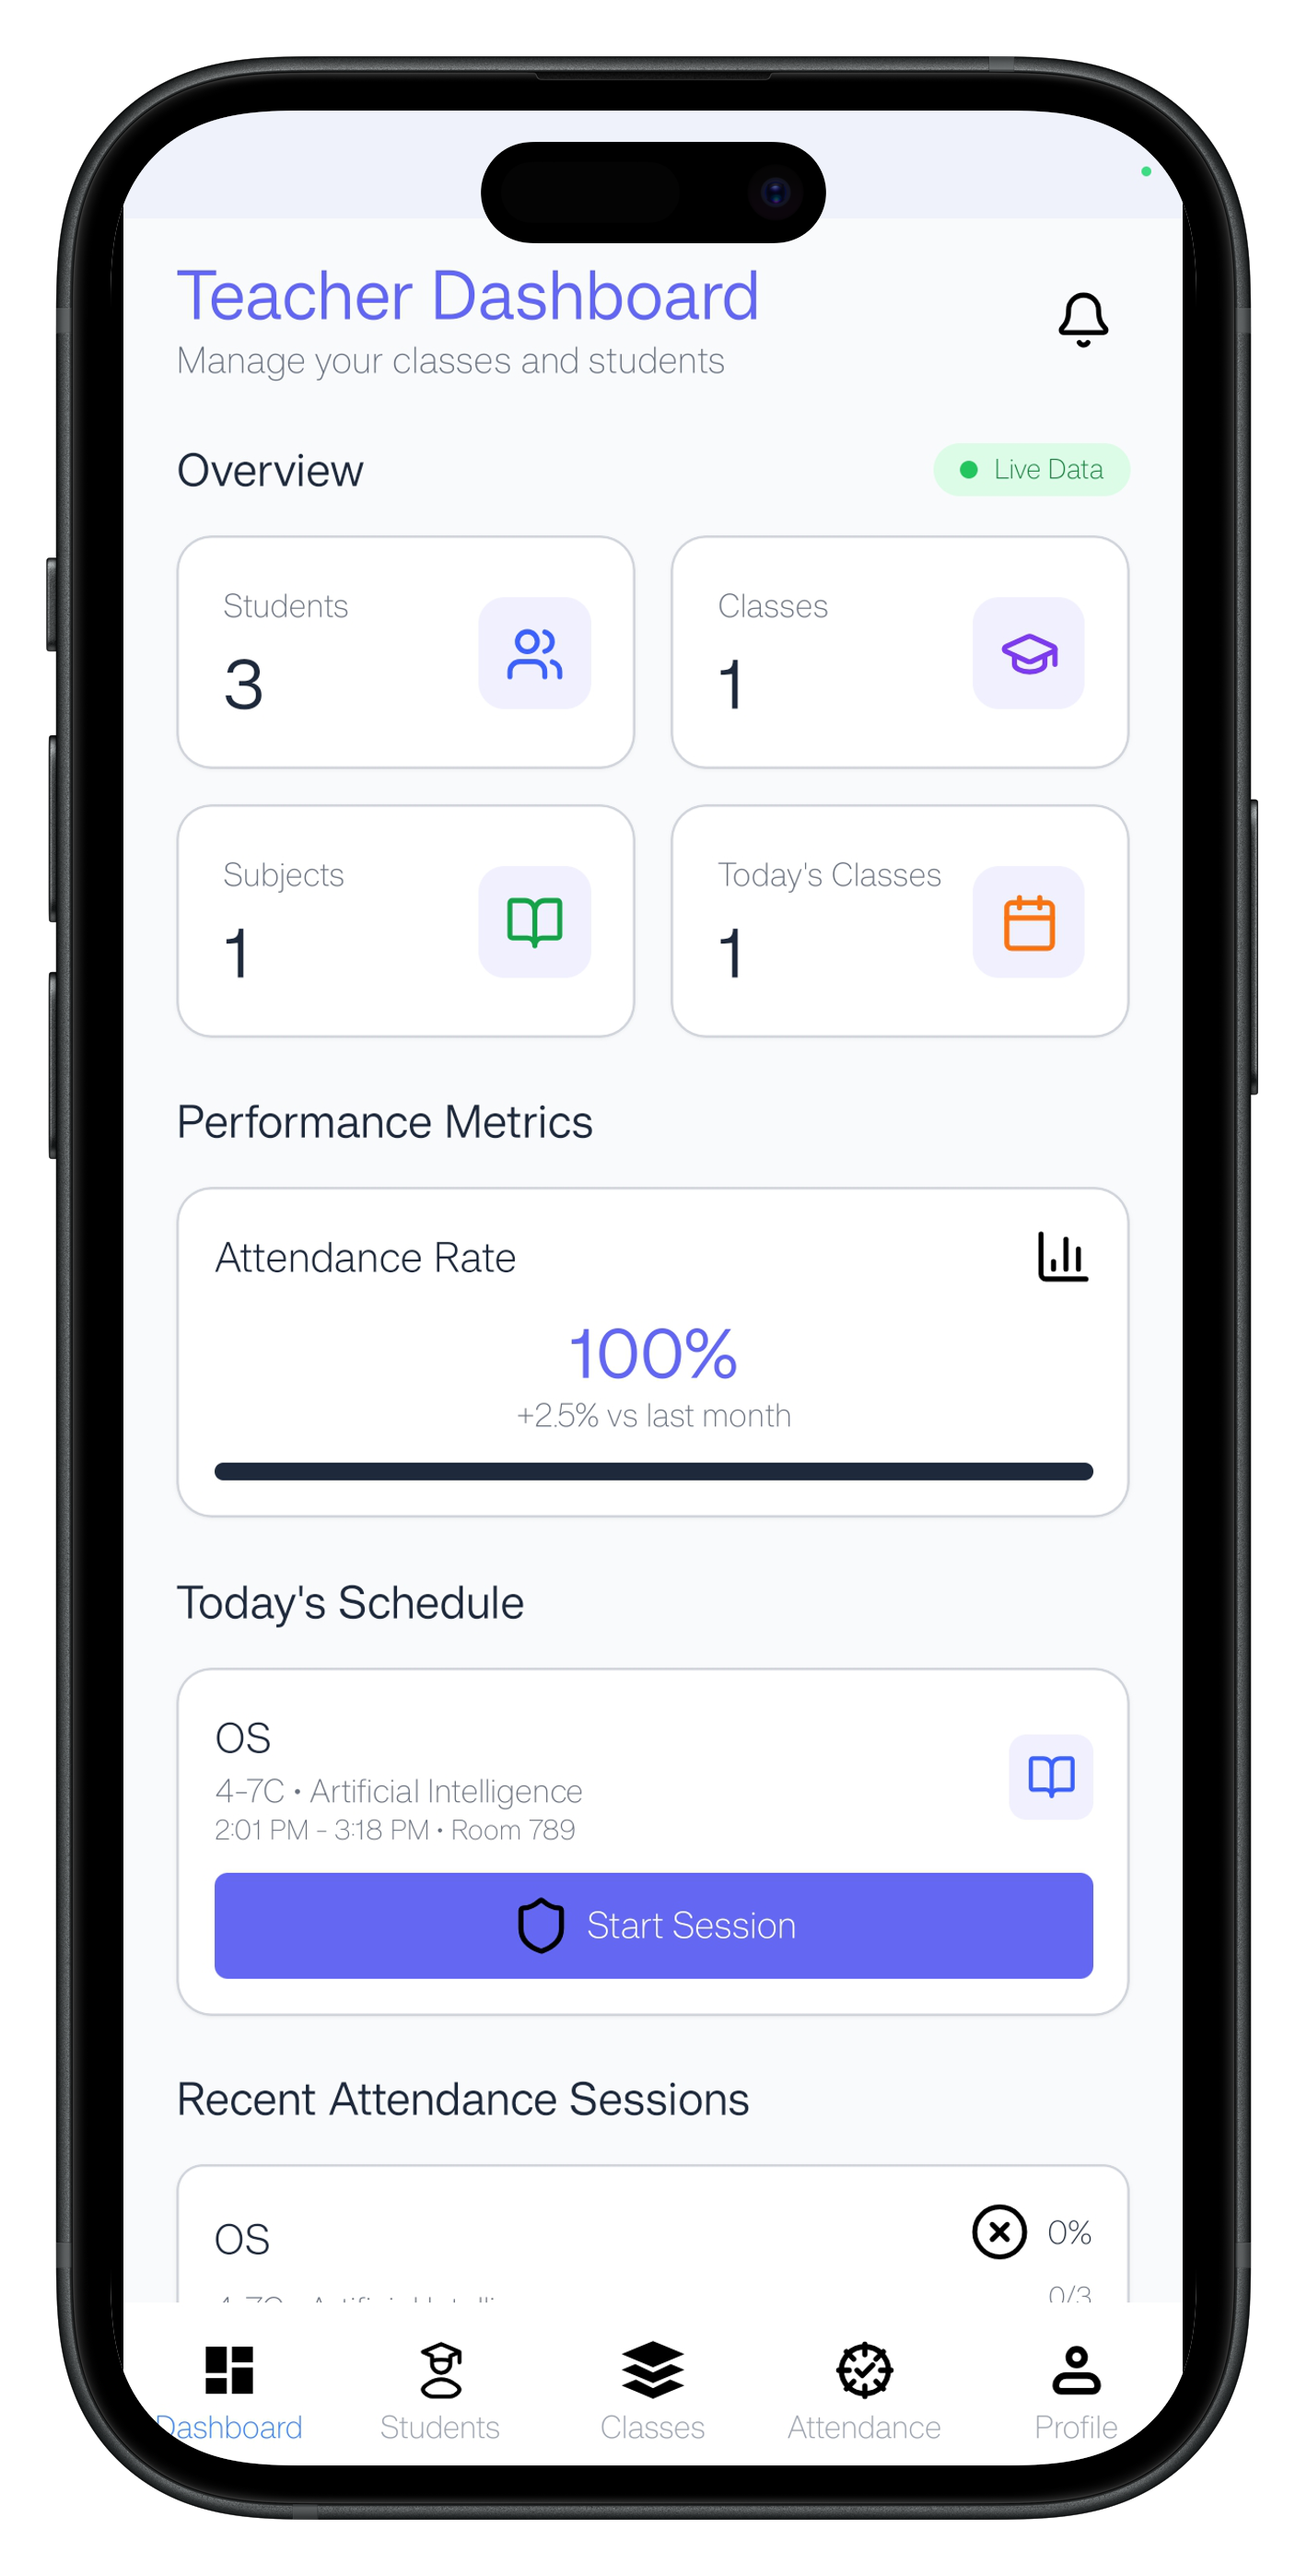 Teacher Dashboard
Manage your classes and students
Overview
Live Data
Students
3
Classes
1
Subjects
1
Today's Classes
1
Performance Metrics
Attendance Rate
100%
+2.5% vs last month
Today's Schedule
OS
4-7C • Artificial Intelligence
2:01 PM - 3:18 PM • Room 789
Start Session
Recent Attendance Sessions
OS
0%
0/3
Dashboard
Students
Classes
Attendance
Profile